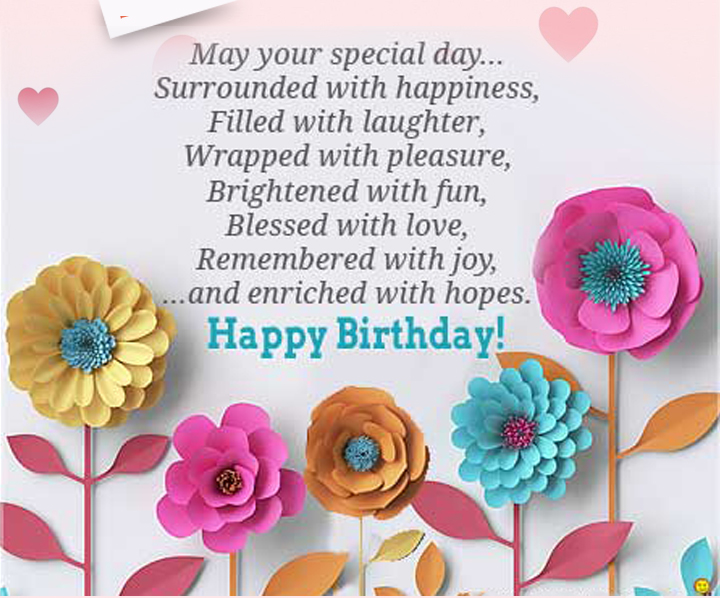 May your special day...
Surrounded with happiness,
Filled with laughter,
Wrapped with pleasure,
Brightened with fun,
Blessed with love,
Remembered with joy,
...and enriched with hopes.
Happy Birthday!